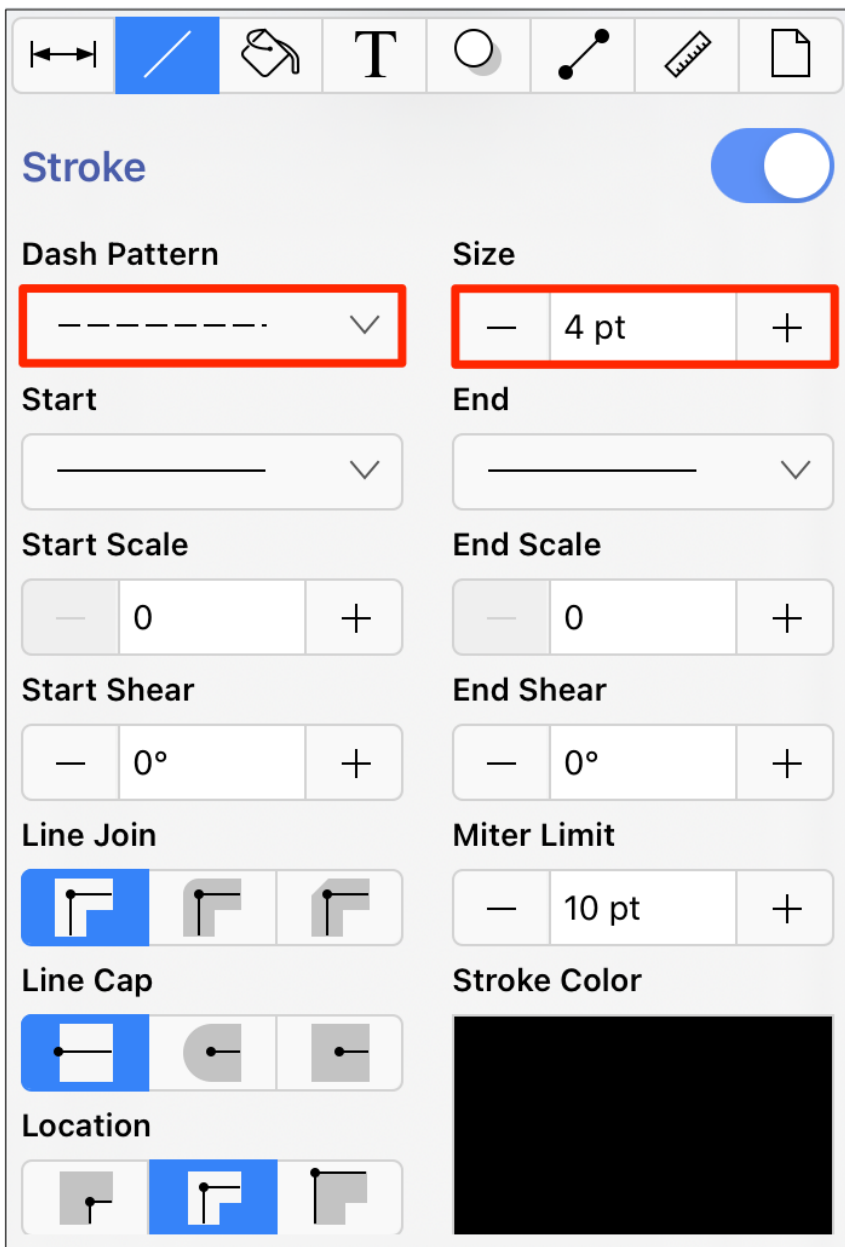 T
Stroke
Dash Pattern Size
4 pt
Start End
Start Scale End Scale
0 0
Start Shear End Shear
0° 0°
Line Join Miter Limit
10 pt
Line Cap Stroke Color
Location